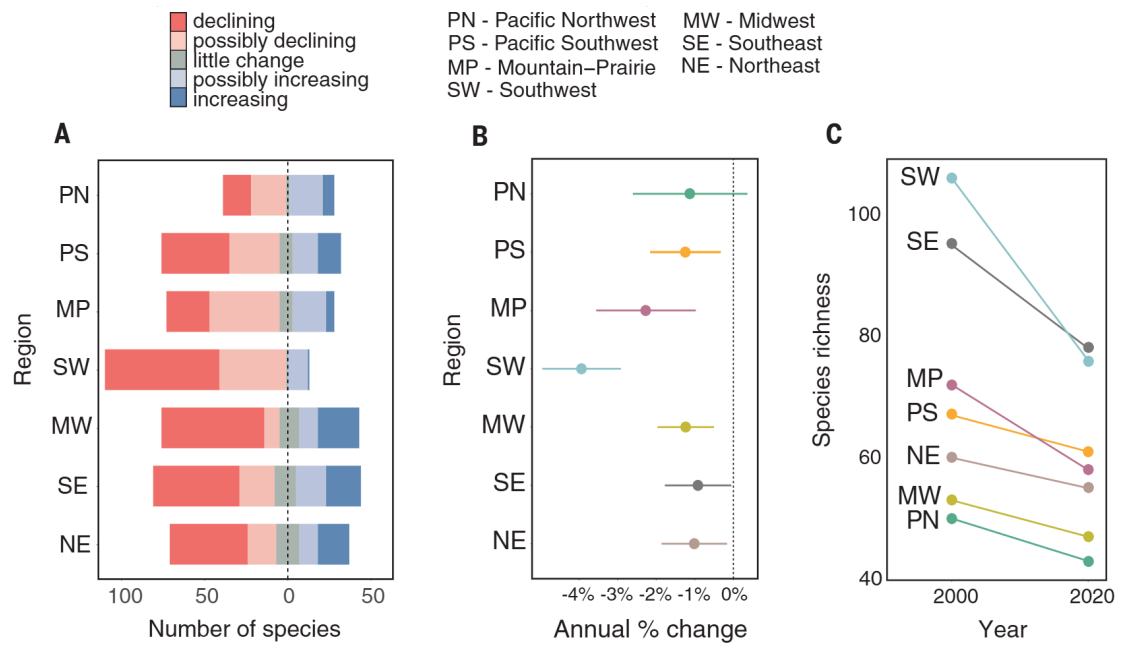 declining
possibly declining
little change
possibly increasing
increasing
PN - Pacific Northwest
PS - Pacific Southwest
MP - Mountain–Prairie
SW - Southwest
MW - Midwest
SE - Southeast
NE - Northeast
A
Region
PN
PS
MP
SW
MW
SE
NE
100 50 0 50
Number of species
B
Region
PN
PS
MP
SW
MW
SE
NE
-4% -3% -2% -1% 0%
Annual % change
C
Species richness
100
80
60
40
SW
SE
MP
PS
NE
MW
PN
2000 2020
Year